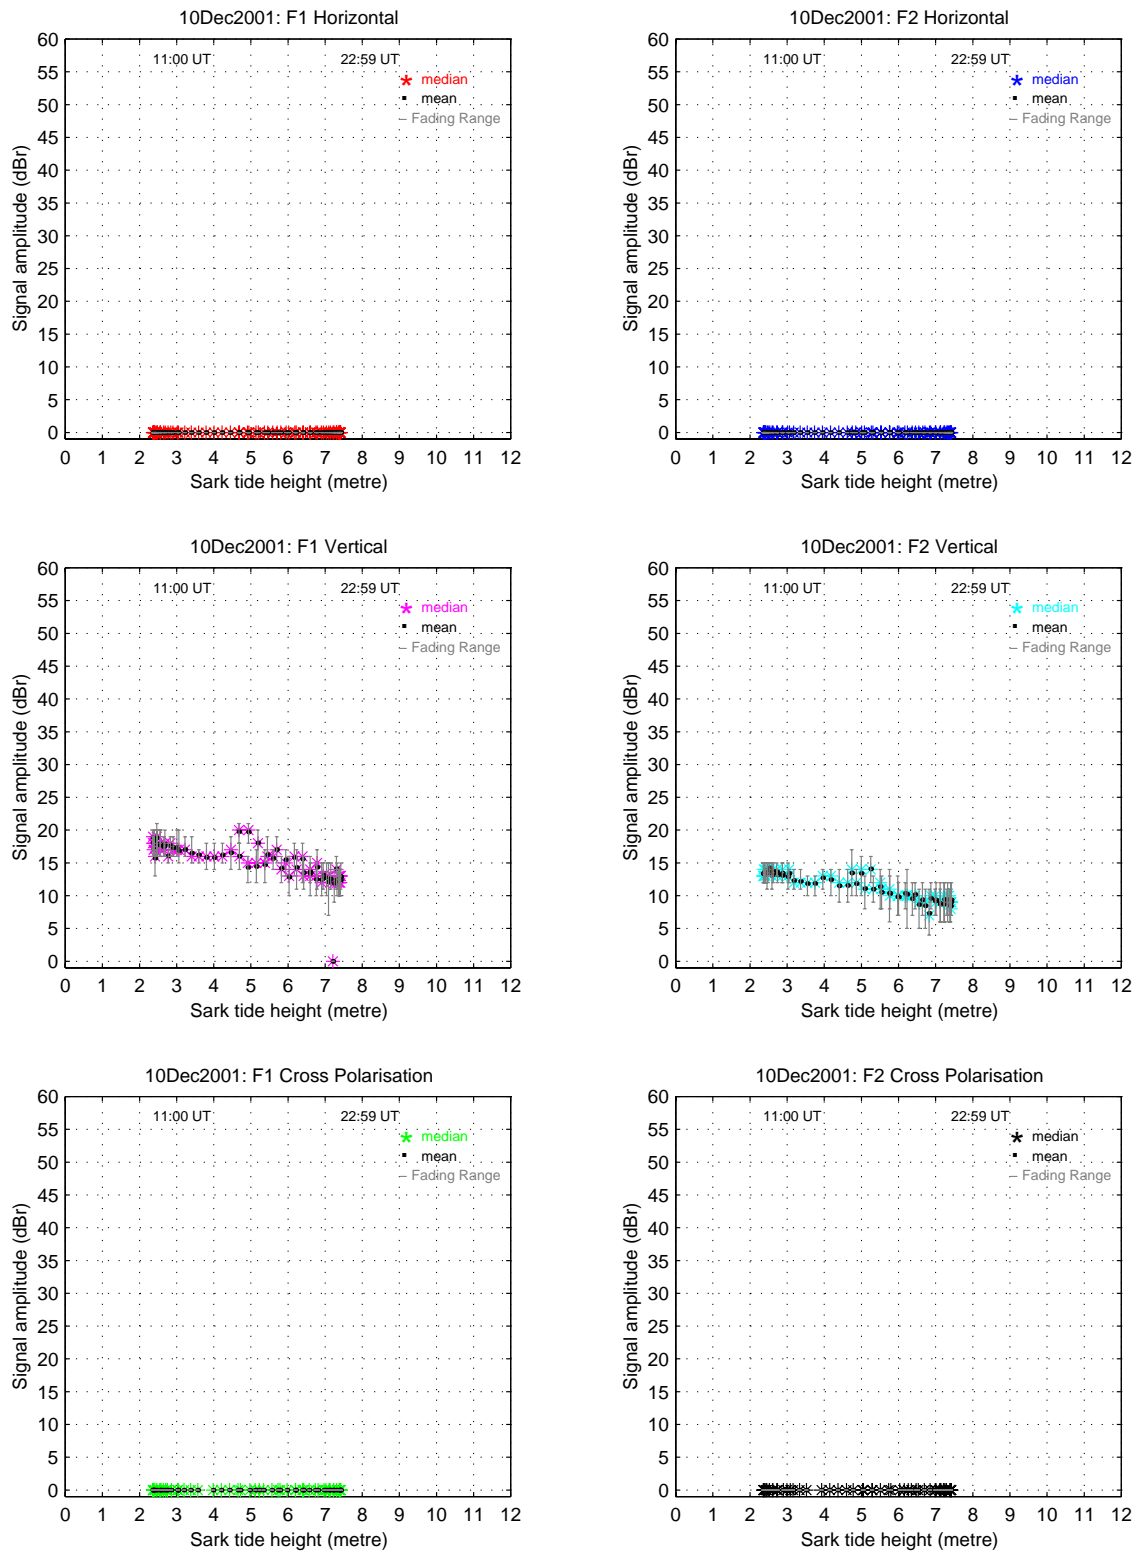 10Dec2001: F1 Horizontal
11:00 UT 22:59 UT
median
mean
Fading Range
60
55
50
45
40
35
30
25
20
15
10
5
0
Signal amplitude (dBr)
0 1 2 3 4 5 6 7 8 9 10 11 12
Sark tide height (metre)
10Dec2001: F2 Horizontal
11:00 UT 22:59 UT
median
mean
Fading Range
60
55
50
45
40
35
30
25
20
15
10
5
0
Signal amplitude (dBr)
0 1 2 3 4 5 6 7 8 9 10 11 12
Sark tide height (metre)
10Dec2001: F1 Vertical
11:00 UT 22:59 UT
median
mean
Fading Range
60
55
50
45
40
35
30
25
20
15
10
5
0
Signal amplitude (dBr)
0 1 2 3 4 5 6 7 8 9 10 11 12
Sark tide height (metre)
10Dec2001: F2 Vertical
11:00 UT 22:59 UT
median
mean
Fading Range
60
55
50
45
40
35
30
25
20
15
10
5
0
Signal amplitude (dBr)
0 1 2 3 4 5 6 7 8 9 10 11 12
Sark tide height (metre)
10Dec2001: F1 Cross Polarisation
11:00 UT 22:59 UT
median
mean
Fading Range
60
55
50
45
40
35
30
25
20
15
10
5
0
Signal amplitude (dBr)
0 1 2 3 4 5 6 7 8 9 10 11 12
Sark tide height (metre)
10Dec2001: F2 Cross Polarisation
11:00 UT 22:59 UT
median
mean
Fading Range
60
55
50
45
40
35
30
25
20
15
10
5
0
Signal amplitude (dBr)
0 1 2 3 4 5 6 7 8 9 10 11 12
Sark tide height (metre)